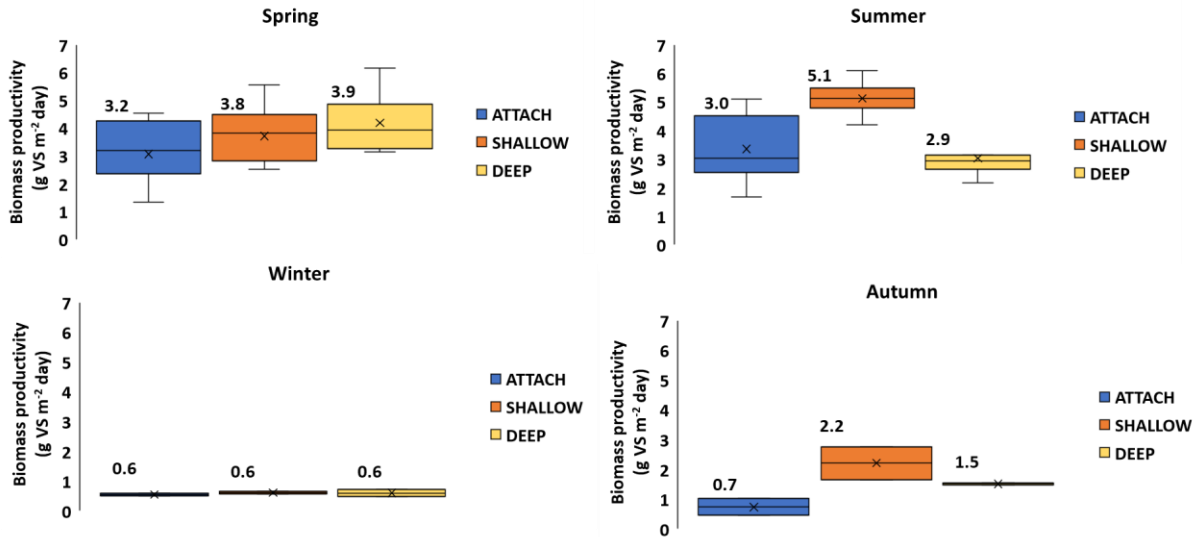 Spring
Biomass productivity
(g VS m⁻² day)
7
6
5
4
3
2
1
0
3.2
3.8
3.9
ATTACH
SHALLOW
DEEP
Summer
Biomass productivity
(g VS m⁻² day)
7
6
5
4
3
2
1
0
3.0
5.1
2.9
ATTACH
SHALLOW
DEEP
Winter
Biomass productivity
(g VS m⁻² day)
7
6
5
4
3
2
1
0
0.6
0.6
0.6
ATTACH
SHALLOW
DEEP
Autumn
Biomass productivity
(g VS m⁻² day)
7
6
5
4
3
2
1
0
0.7
2.2
1.5
ATTACH
SHALLOW
DEEP